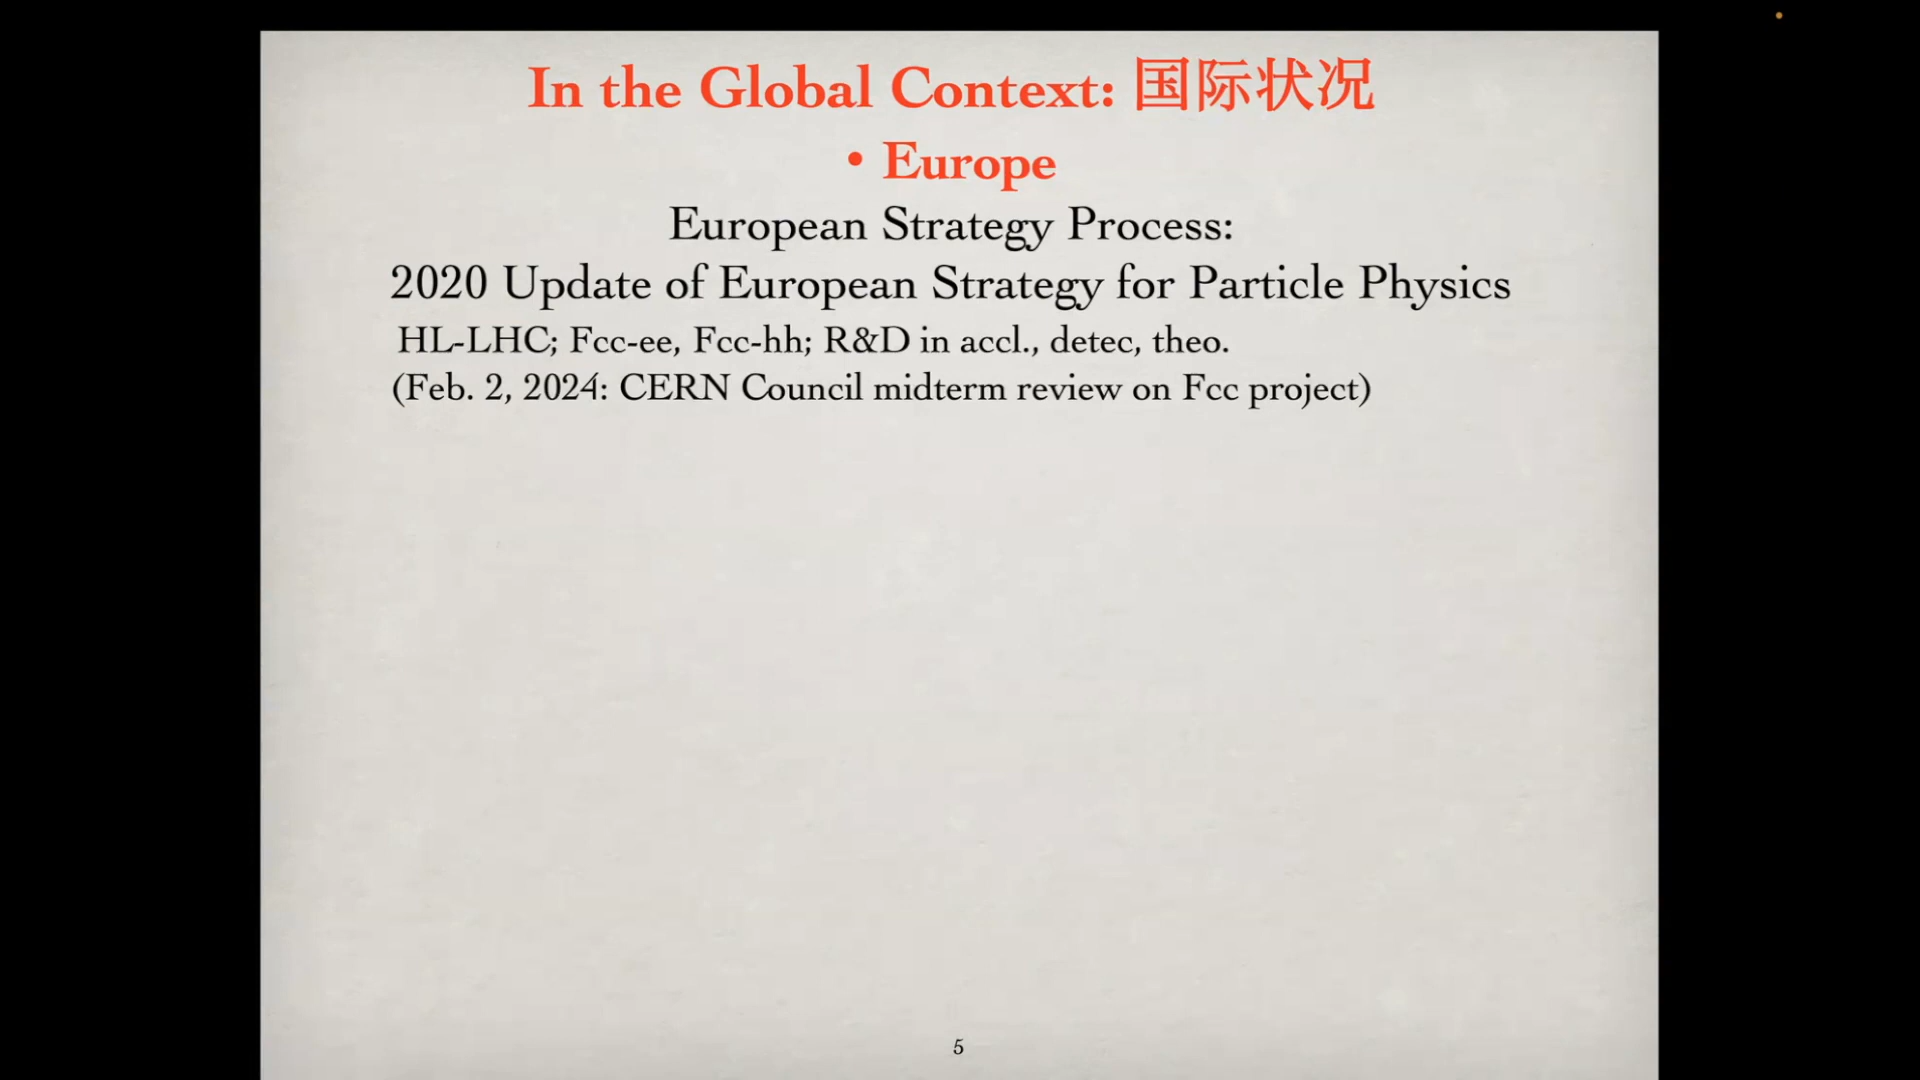 In the Global Context: 国际状况
• Europe
European Strategy Process:
2020 Update of European Strategy for Particle Physics
HL-LHC; Fcc-ee, Fcc-hh; R&D in accl., detec, theo.
(Feb. 2, 2024: CERN Council midterm review on Fcc project)
5